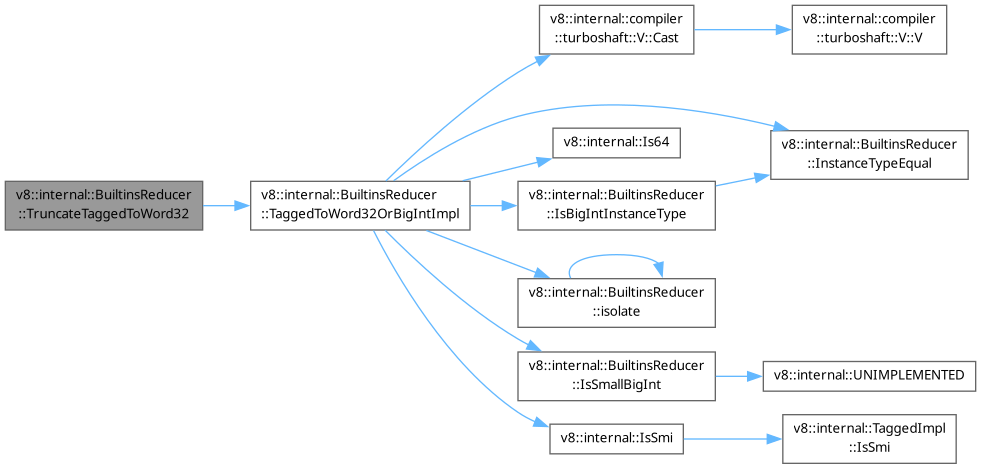 v8::internal::BuiltinsReducer
::TruncateTaggedToWord32
v8::internal::BuiltinsReducer
::TaggedToWord32OrBigIntImpl
v8::internal::compiler
::turboshaft::V::Cast
v8::internal::compiler
::turboshaft::V::V
v8::internal::Is64
v8::internal::BuiltinsReducer
::InstanceTypeEqual
v8::internal::BuiltinsReducer
::IsBigIntInstanceType
v8::internal::BuiltinsReducer
::isolate
v8::internal::BuiltinsReducer
::IsSmallBigInt
v8::internal::UNIMPLEMENTED
v8::internal::IsSmi
v8::internal::TaggedImpl
::IsSmi